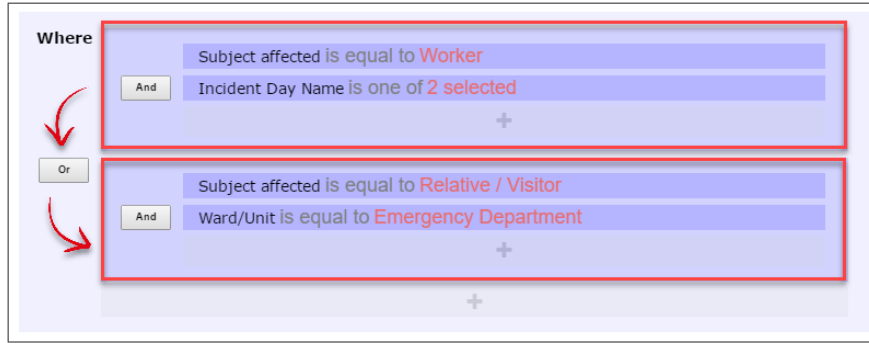 Where
Subject affected is equal to Worker
And
Incident Day Name is one of 2 selected
+
Or
Subject affected is equal to Relative / Visitor
And
Ward/Unit is equal to Emergency Department
+
+